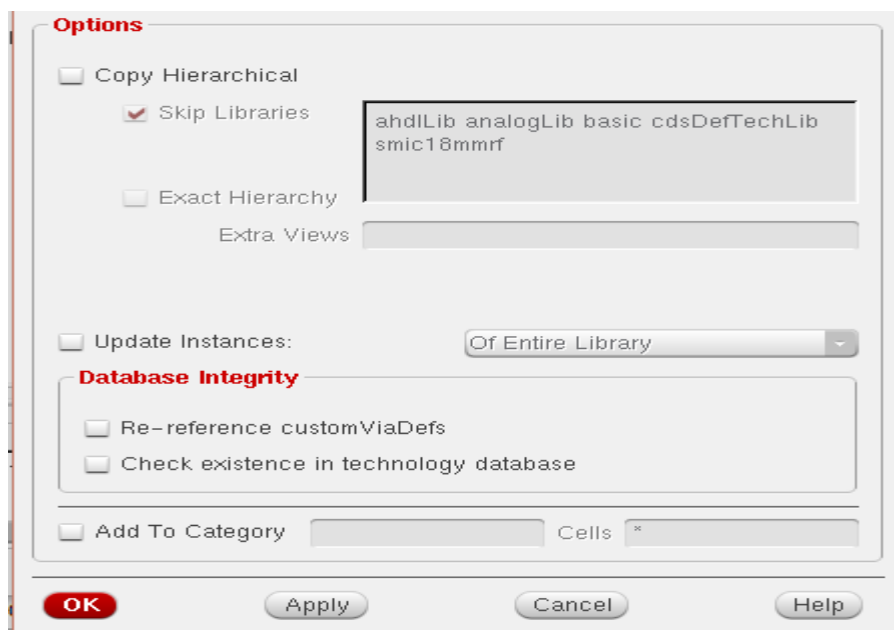 Options
Copy Hierarchical
Skip Libraries
ahdlLib analogLib basic cdsDefTechLib
smic18mmrf
Exact Hierarchy
Extra Views
Update Instances:
Of Entire Library
Database Integrity
Re-reference customViaDefs
Check existence in technology database
Add To Category
Cells *
OK Apply Cancel Help